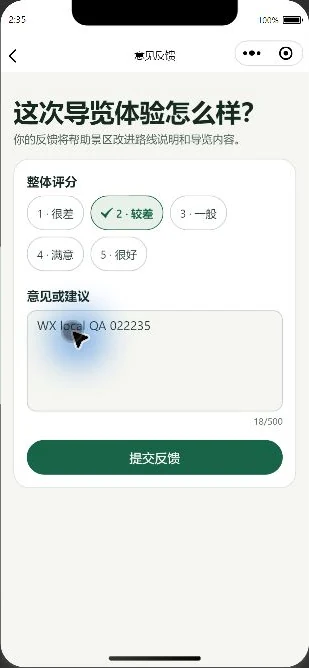 2:35
100%
意见反馈
这次导览体验怎么样？
你的反馈将帮助景区改进路线说明和导览内容。
整体评分
1 · 很差
2 · 较差
3 · 一般
4 · 满意
5 · 很好
意见或建议
WX local QA 022235
18/500
提交反馈